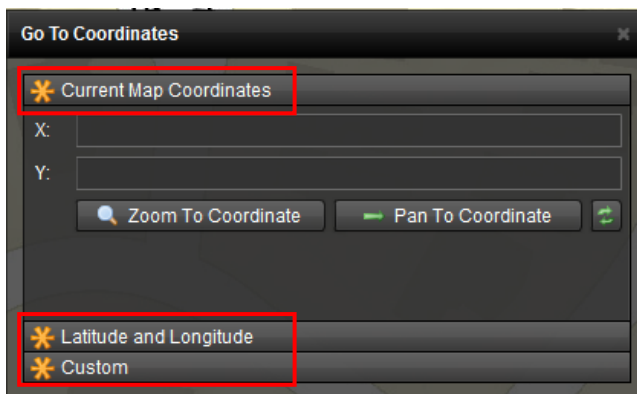 Go To Coordinates
Current Map Coordinates
X:
Y:
Zoom To Coordinate Pan To Coordinate
Latitude and Longitude
Custom